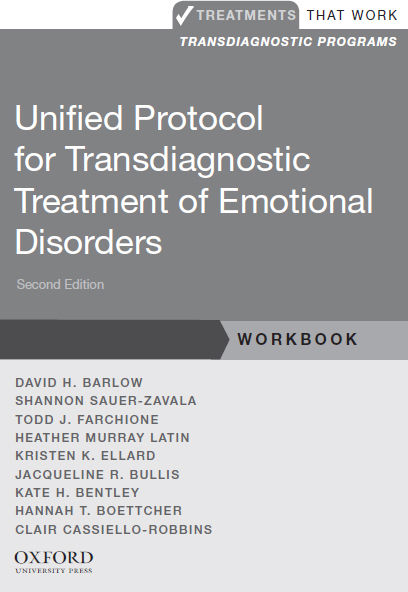 TREATMENTS THAT WORK
TRANSDIAGNOSTIC PROGRAMS
Unified Protocol
for Transdiagnostic
Treatment of Emotional
Disorders
Second Edition
WORKBOOK
DAVID H. BARLOW
SHANNON SAUER-ZAVALA
TODD J. FARCHIONE
HEATHER MURRAY LATIN
KRISTEN K. ELLARD
JACQUELINE R. BULLIS
KATE H. BENTLEY
HANNAH T. BOETTCHER
CLAIR CASSIELLO-ROBBINS
OXFORD
UNIVERSITY PRESS